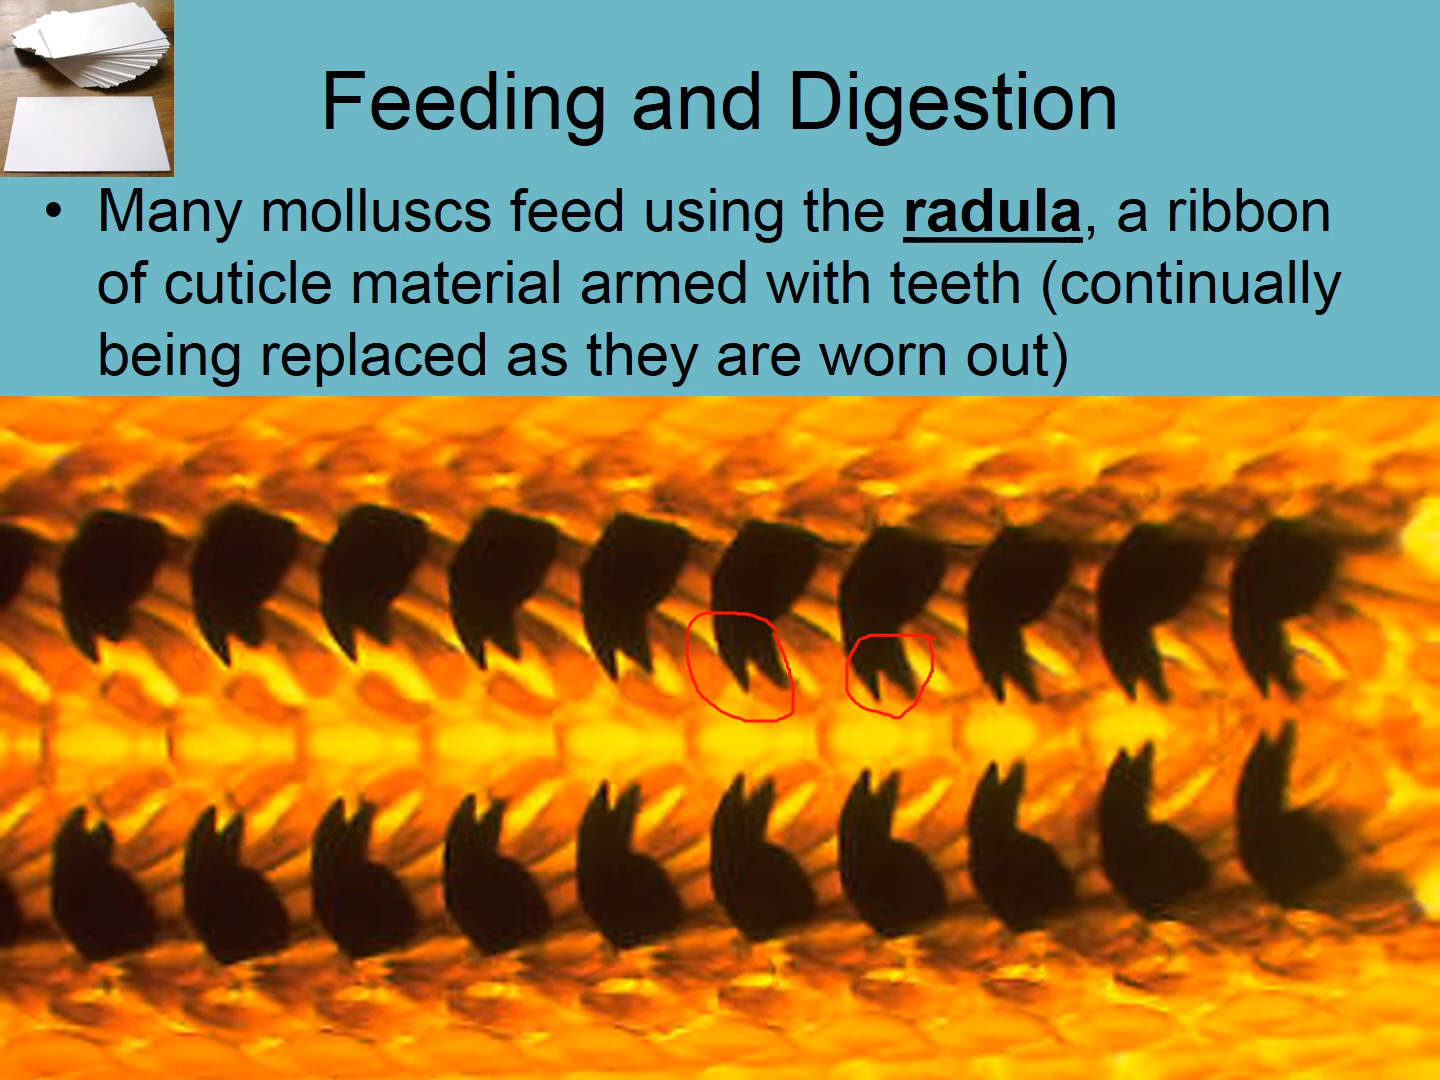 Feeding and Digestion
• Many molluscs feed using the radula, a ribbon
of cuticle material armed with teeth (continually
being replaced as they are worn out)